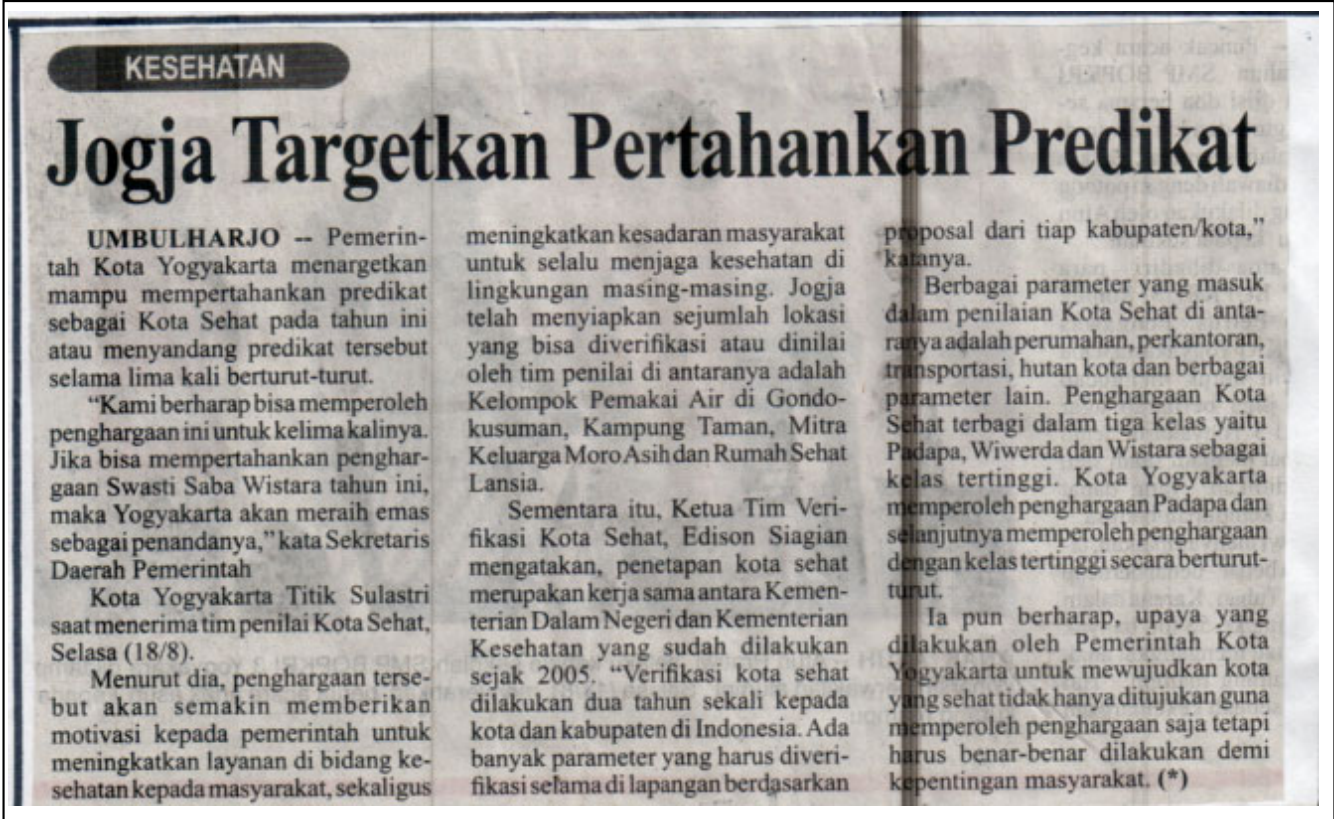 KESEHATAN
Jogja Targetkan Pertahankan Predikat
UMBULHARJO -- Pemerin-
tah Kota Yogyakarta menargetkan
mampu mempertahankan predikat
sebagai Kota Sehat pada tahun ini
atau menyandang predikat tersebut
selama lima kali berturut-turut.
“Kami berharap bisa memperoleh
penghargaan ini untuk kelima kalinya.
Jika bisa mempertahankan penghar-
gaan Swasti Saba Wistara tahun ini,
maka Yogyakarta akan meraih emas
sebagai penandanya,” kata Sekretaris
Daerah Pemerintah
Kota Yogyakarta Titik Sulastri
saat menerima tim penilai Kota Sehat,
Selasa (18/8).
Menurut dia, penghargaan terse-
but akan semakin memberikan
motivasi kepada pemerintah untuk
meningkatkan layanan di bidang ke-
sehatan kepada masyarakat, sekaligus
meningkatkan kesadaran masyarakat
untuk selalu menjaga kesehatan di
lingkungan masing-masing. Jogja
telah menyiapkan sejumlah lokasi
yang bisa diverifikasi atau dinilai
oleh tim penilai di antaranya adalah
Kelompok Pemakai Air di Gondo-
kusuman, Kampung Taman, Mitra
Keluarga Moro Asih dan Rumah Sehat
Lansia.
Sementara itu, Ketua Tim Veri-
fikasi Kota Sehat, Edison Siagian
mengatakan, penetapan kota sehat
merupakan kerja sama antara Kemen-
terian Dalam Negeri dan Kementerian
Kesehatan yang sudah dilakukan
sejak 2005. “Verifikasi kota sehat
dilakukan dua tahun sekali kepada
kota dan kabupaten di Indonesia. Ada
banyak parameter yang harus diveri-
fikasi selama di lapangan berdasarkan
proposal dari tiap kabupaten/kota,”
katanya.
Berbagai parameter yang masuk
dalam penilaian Kota Sehat di anta-
ranya adalah perumahan, perkantoran,
transportasi, hutan kota dan berbagai
parameter lain. Penghargaan Kota
Sehat terbagi dalam tiga kelas yaitu
Padapa, Wiwerda dan Wistara sebagai
kelas tertinggi. Kota Yogyakarta
memperoleh penghargaan Padapa dan
selanjutnya memperoleh penghargaan
dengan kelas tertinggi secara berturut-
turut.
Ia pun berharap, upaya yang
dilakukan oleh Pemerintah Kota
Yogyakarta untuk mewujudkan kota
yang sehat tidak hanya ditujukan guna
memperoleh penghargaan saja tetapi
harus benar-benar dilakukan demi
kepentingan masyarakat. (*)